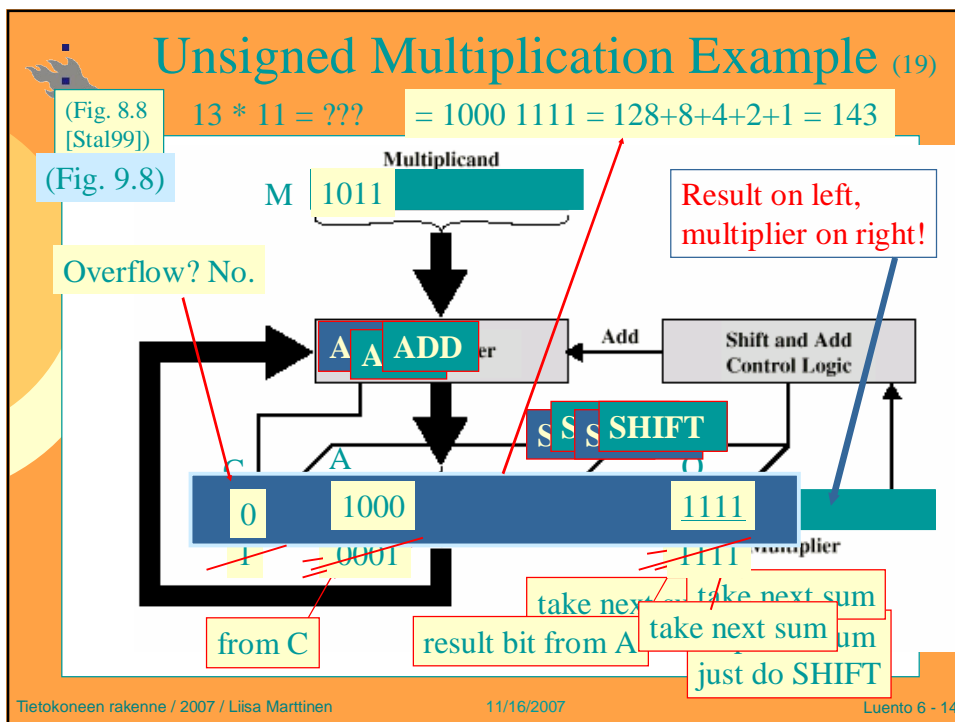 Unsigned Multiplication Example (19)
(Fig. 8.8
[Stal99])
13 * 11 = ???
= 1000 1111 = 128+8+4+2+1 = 143
(Fig. 9.8)
Multiplicand
M
1011
Result on left,
multiplier on right!
Overflow? No.
ADD
Add
Shift and Add
Control Logic
SHIFT
A
0
1000
1111
1
0001
1111
from C
result bit from A
take next
take next sum
take next sum
just do SHIFT
Tietokoneen rakenne / 2007 / Liisa Marttinen
11/16/2007
Luento 6 - 14